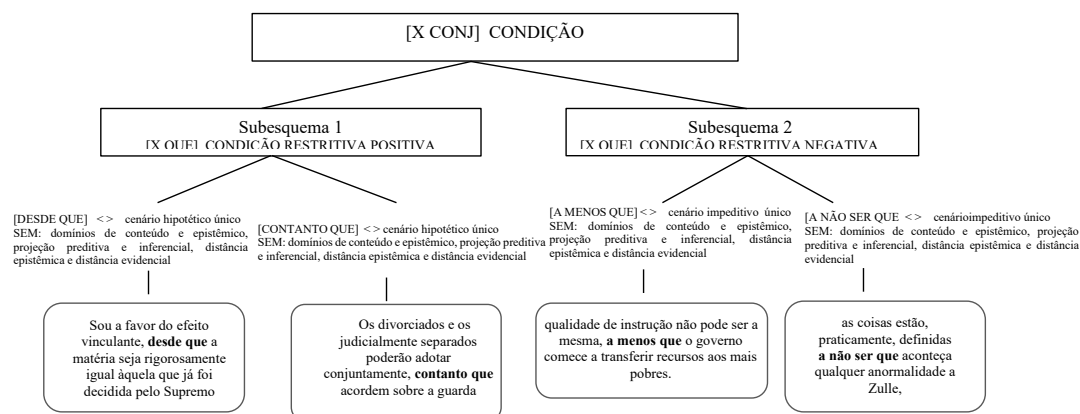 [X CONJ] CONDIÇÃO
Subesquema 1
[X QUE] CONDIÇÃO RESTRITIVA POSITIVA
Subesquema 2
[X QUE] CONDIÇÃO RESTRITIVA NEGATIVA
[DESDE QUE] <> cenário hipotético único
SEM: domínios de conteúdo e epistêmico,
projeção preditiva e inferencial, distância
epistêmica e distância evidencial
[CONTANTO QUE] <> cenário hipotético único
SEM: domínios de conteúdo e epistêmico, projeção preditiva
e inferencial, distância epistêmica e distância evidencial
[A MENOS QUE] <> cenário impeditivo único
SEM: domínios de conteúdo e epistêmico,
projeção preditiva e inferencial, distância
epistêmica e distância evidencial
[A NÃO SER QUE <> cenárioimpeditivo único
SEM: domínios de conteúdo e epistêmico, projeção
preditiva e inferencial, distância epistêmica e distância
evidencial
Sou a favor do efeito
vinculante, desde que a
matéria seja rigorosamente
igual àquela que já foi
decidida pelo Supremo
Os divorciados e os
judicialmente separados
poderão adotar
conjuntamente, contanto que
acordem sobre a guarda
qualidade de instrução não pode ser a
mesma, a menos que o governo
comece a transferir recursos aos mais
pobres.
as coisas estão,
praticamente, definidas
a não ser que aconteça
qualquer anormalidade a
Zulle,